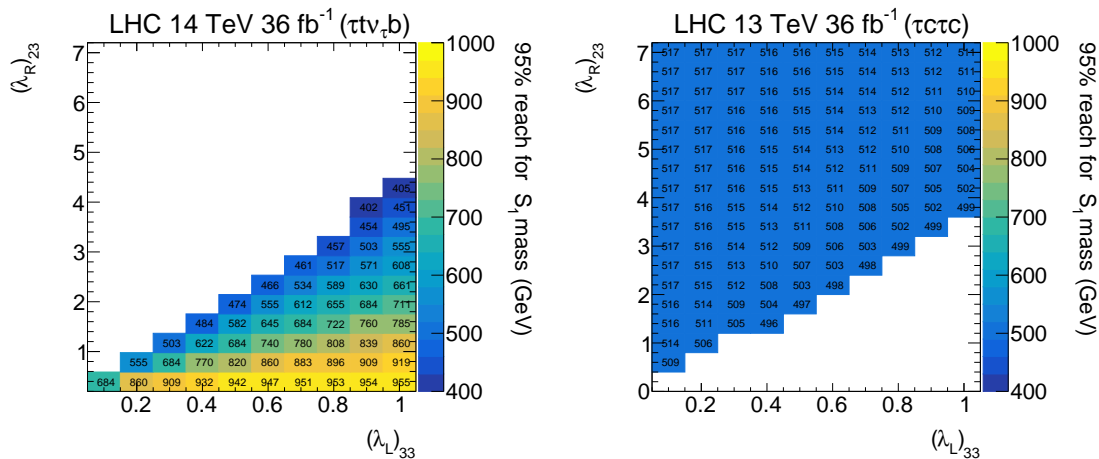 LHC 14 TeV 36 fb⁻¹ (τtν_τb)
(λ_R)₂₃
7
6
5
4
3
2
1
405
402 451
454 495
457 503 555
461 517 571 608
466 534 589 630 661
474 555 612 655 684 711
484 582 645 684 722 760 785
503 622 684 740 780 808 839 860
555 684 770 820 860 883 896 909 919
684 860 909 932 942 947 951 953 954 955
0.2 0.4 0.6 0.8 1
(λ_L)₃₃
1000
900
800
700
600
500
400
95% reach for S₁ mass (GeV)
LHC 13 TeV 36 fb⁻¹ (τcτc)
(λ_R)₂₃
7
6
5
4
3
2
1
0
517 517 517 516 516 515 514 513 512 511
517 517 516 516 515 514 514 513 512 511
517 517 516 516 515 514 514 512 511 510
517 517 516 515 515 514 513 512 510 509
517 517 516 515 514 514 512 511 509 508
517 517 516 515 514 513 512 510 508 506
517 517 516 515 514 512 511 509 507 504
517 517 516 515 513 511 509 507 505 502
517 517 515 514 512 510 508 505 502 499
517 516 515 513 511 508 506 502 499
517 516 514 512 509 506 503 499
517 515 513 510 507 503 498
517 515 512 508 503 498
516 514 509 504 497
516 511 505 496
514 506
509
0.2 0.4 0.6 0.8 1
(λ_L)₃₃
1000
900
800
700
600
500
400
95% reach for S₁ mass (GeV)